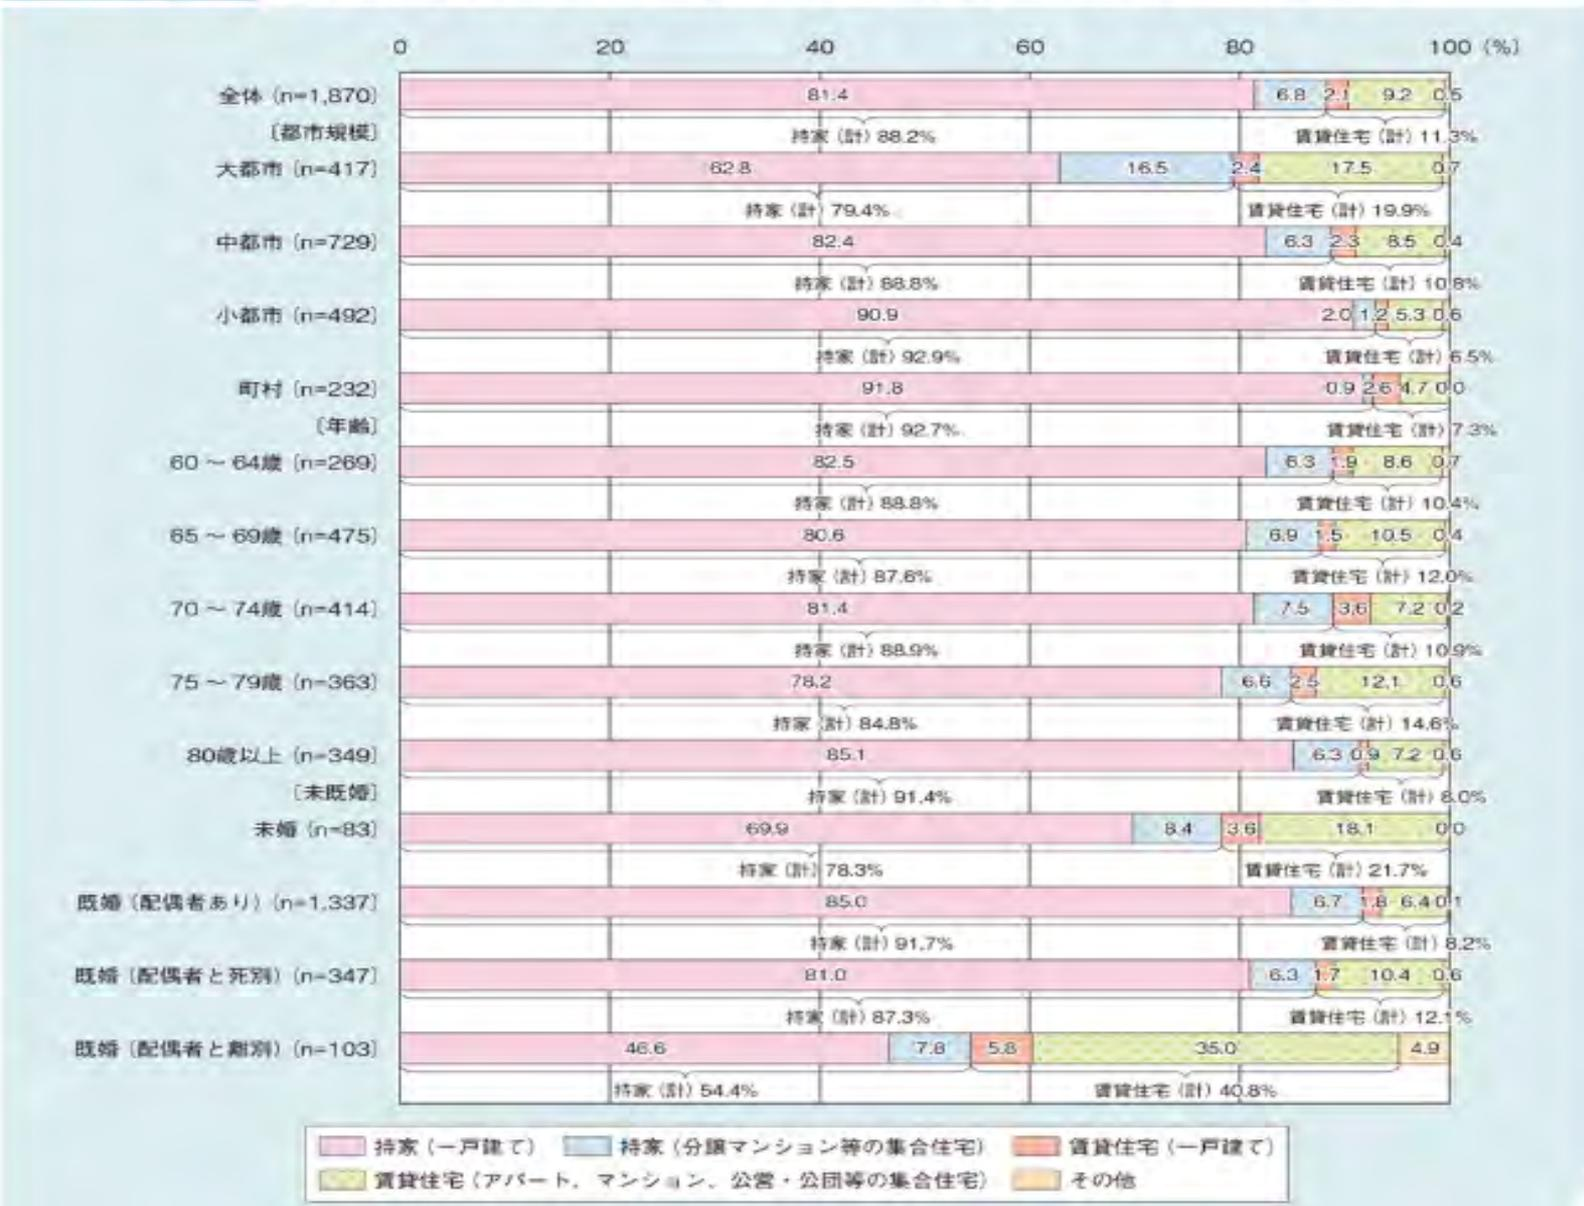 0 20 40 60 80 100 (%)
全体 (n=1,870) 81.4 6.8 2.1 9.2 0.5
〔都市規模〕 持家 (計) 88.2% 賃貸住宅 (計) 11.3%
大都市 (n=417) 62.8 16.5 2.4 17.5 0.7
持家 (計) 79.4% 賃貸住宅 (計) 19.9%
中都市 (n=729) 82.4 6.3 2.3 8.5 0.4
持家 (計) 88.8% 賃貸住宅 (計) 10.8%
小都市 (n=492) 90.9 2.0 1.2 5.3 0.6
持家 (計) 92.9% 賃貸住宅 (計) 6.5%
町村 (n=232) 91.8 0.9 2.6 4.7 0.0
〔年齢〕 持家 (計) 92.7% 賃貸住宅 (計) 7.3%
60 ～ 64歳 (n=269) 82.5 6.3 1.9 8.6 0.7
持家 (計) 88.8% 賃貸住宅 (計) 10.4%
65 ～ 69歳 (n=475) 80.6 6.9 1.5 10.5 0.4
持家 (計) 87.6% 賃貸住宅 (計) 12.0%
70 ～ 74歳 (n=414) 81.4 7.5 3.6 7.2 0.2
持家 (計) 88.9% 賃貸住宅 (計) 10.9%
75 ～ 79歳 (n=363) 78.2 6.6 2.5 12.1 0.6
持家 (計) 84.8% 賃貸住宅 (計) 14.6%
80歳以上 (n=349) 85.1 6.3 0.9 7.2 0.6
〔未既婚〕 持家 (計) 91.4% 賃貸住宅 (計) 8.0%
未婚 (n=83) 69.9 8.4 3.6 18.1 0.0
持家 (計) 78.3% 賃貸住宅 (計) 21.7%
既婚 (配偶者あり) (n=1,337) 85.0 6.7 1.8 6.4 0.1
持家 (計) 91.7% 賃貸住宅 (計) 8.2%
既婚 (配偶者と死別) (n=347) 81.0 6.3 1.7 10.4 0.6
持家 (計) 87.3% 賃貸住宅 (計) 12.1%
既婚 (配偶者と離別) (n=103) 46.6 7.8 5.8 35.0 4.9
持家 (計) 54.4% 賃貸住宅 (計) 40.8%
持家 (一戸建て) 持家 (分譲マンション等の集合住宅) 賃貸住宅 (一戸建て)
賃貸住宅 (アパート、マンション、公営・公団等の集合住宅) その他